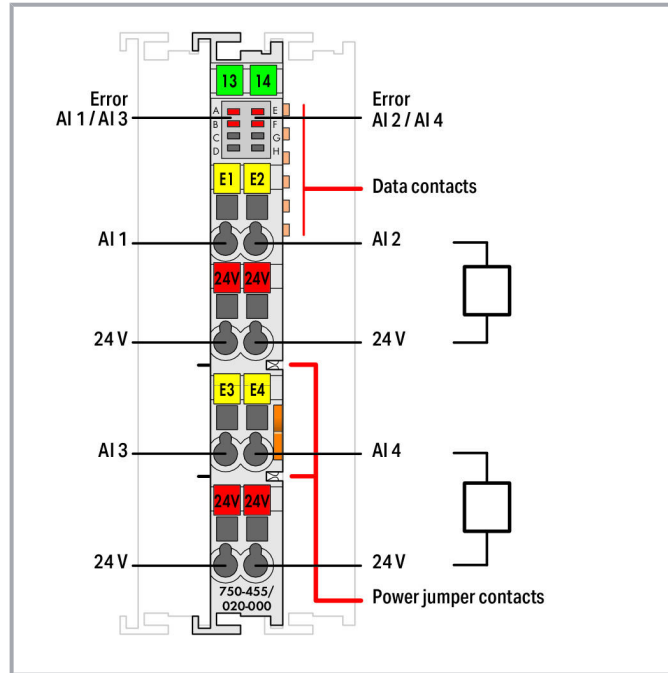 13 14
Error
AI 1 / AI 3
Error
AI 2 / AI 4
A E
B F
C G
D H
Data contacts
E1 E2
AI 1
AI 2
24V 24V
24 V
24 V
E3 E4
AI 3
AI 4
24V 24V
24 V
24 V
750-455/
020-000
Power jumper contacts